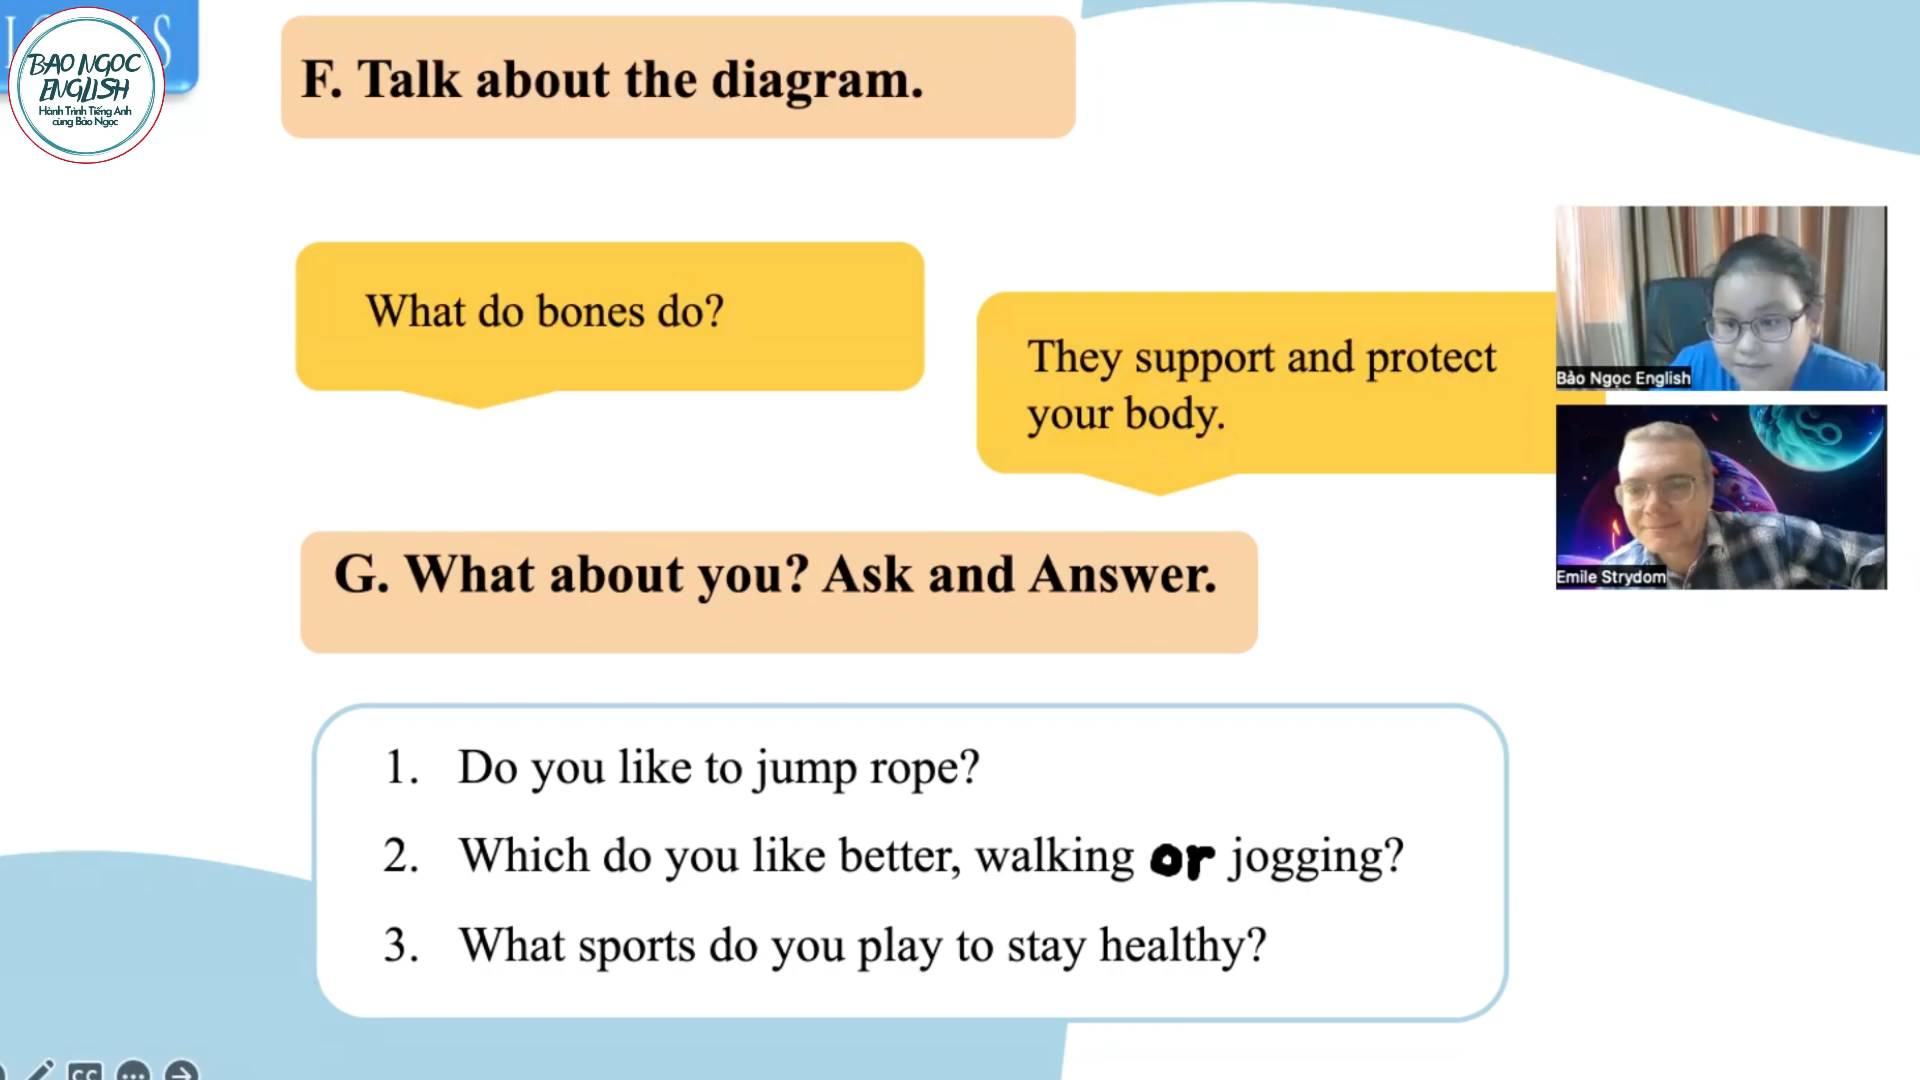 BAO NGOC
ENGLISH
Hành Trình Tiếng Anh
cùng Bảo Ngọc
F. Talk about the diagram.
What do bones do?
They support and protect
your body.
Bảo Ngọc English
Emile Strydom
G. What about you? Ask and Answer.
1. Do you like to jump rope?
2. Which do you like better, walking or jogging?
3. What sports do you play to stay healthy?
CC